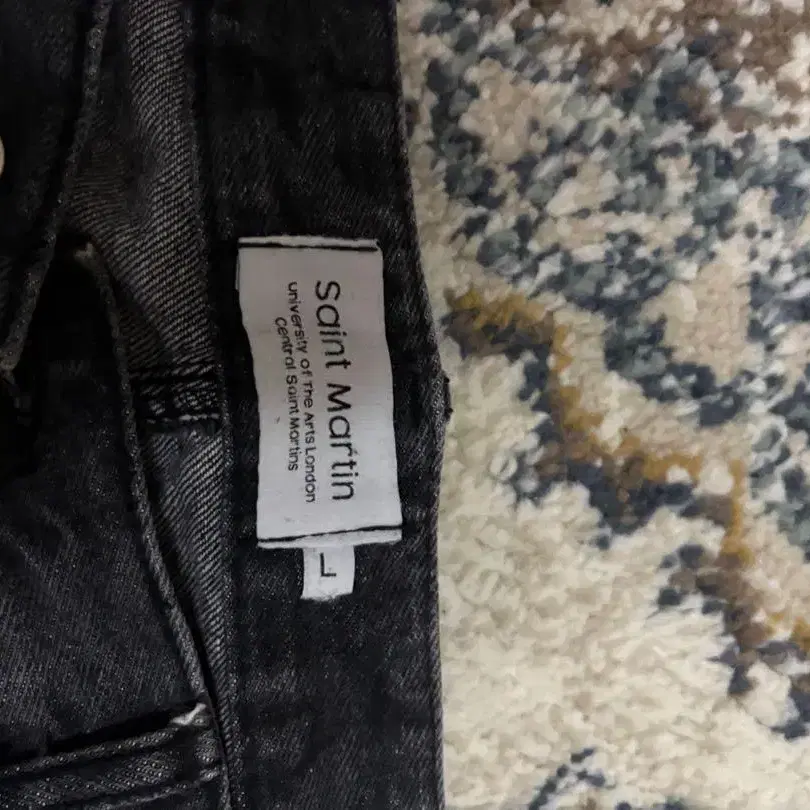 Saint Martin
university of The Arts London
Central Saint Martins
L